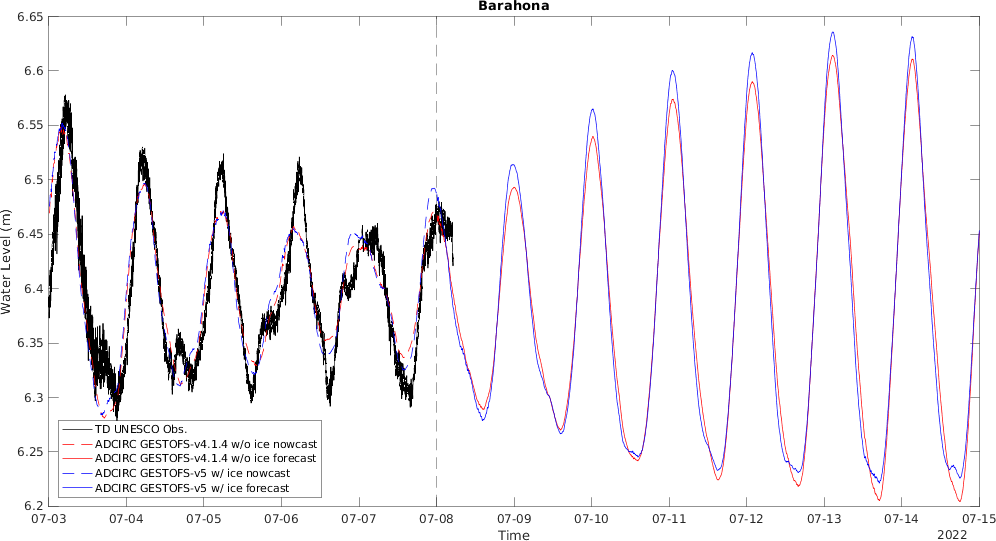 Barahona
6.65
6.6
6.55
6.5
6.45
6.4
6.35
6.3
6.25
6.2
Water Level (m)
TD UNESCO Obs.
ADCIRC GESTOFS-v4.1.4 w/o ice nowcast
ADCIRC GESTOFS-v4.1.4 w/o ice forecast
ADCIRC GESTOFS-v5 w/ ice nowcast
ADCIRC GESTOFS-v5 w/ ice forecast
07-03 07-04 07-05 07-06 07-07 07-08 07-09 07-10 07-11 07-12 07-13 07-14 07-15
Time
2022